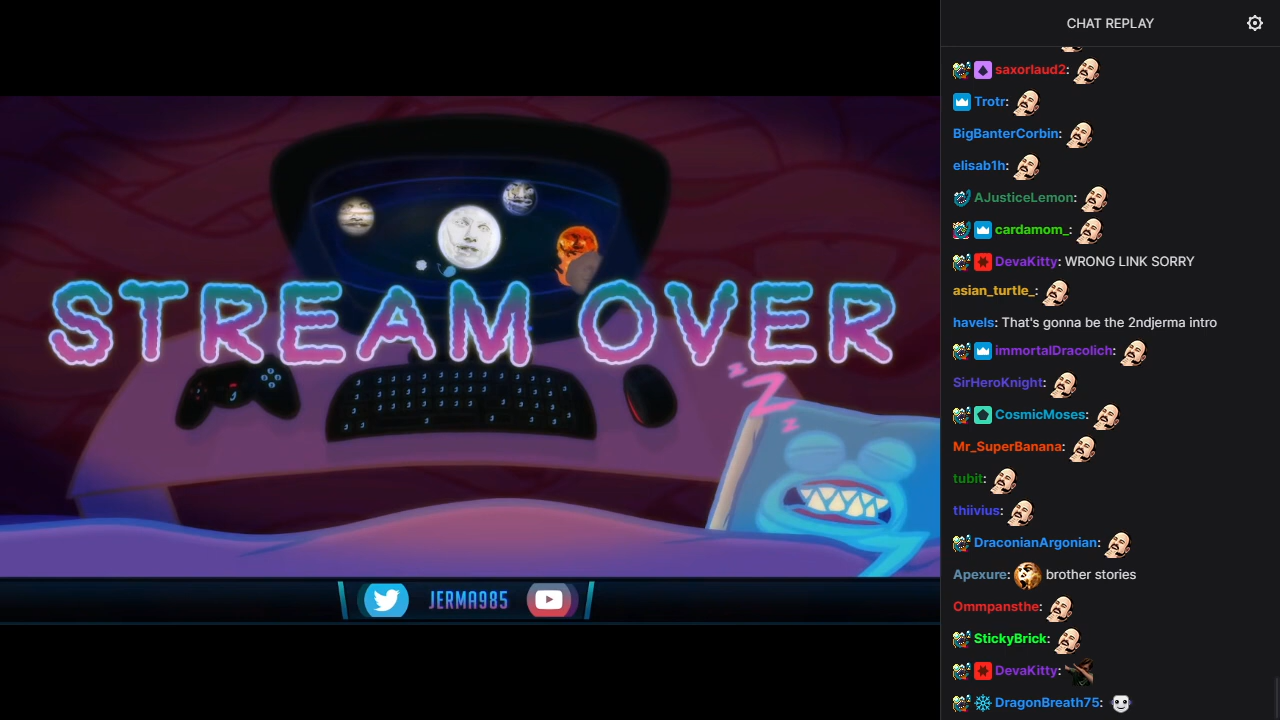 CHAT REPLAY
saxorlaud2:
Trotr:
BigBanterCorbin:
elisab1h:
AJusticeLemon:
cardamom_:
DevaKitty: WRONG LINK SORRY
asian_turtle_:
havels: That's gonna be the 2ndjerma intro
immortalDracolich:
SirHeroKnight:
CosmicMoses:
Mr_SuperBanana:
tubit:
thiivius:
DraconianArgonian:
Apexure: brother stories
Ommpansthe:
StickyBrick:
DevaKitty:
DragonBreath75:
STREAM OVER
z
Z
z
JERMA985